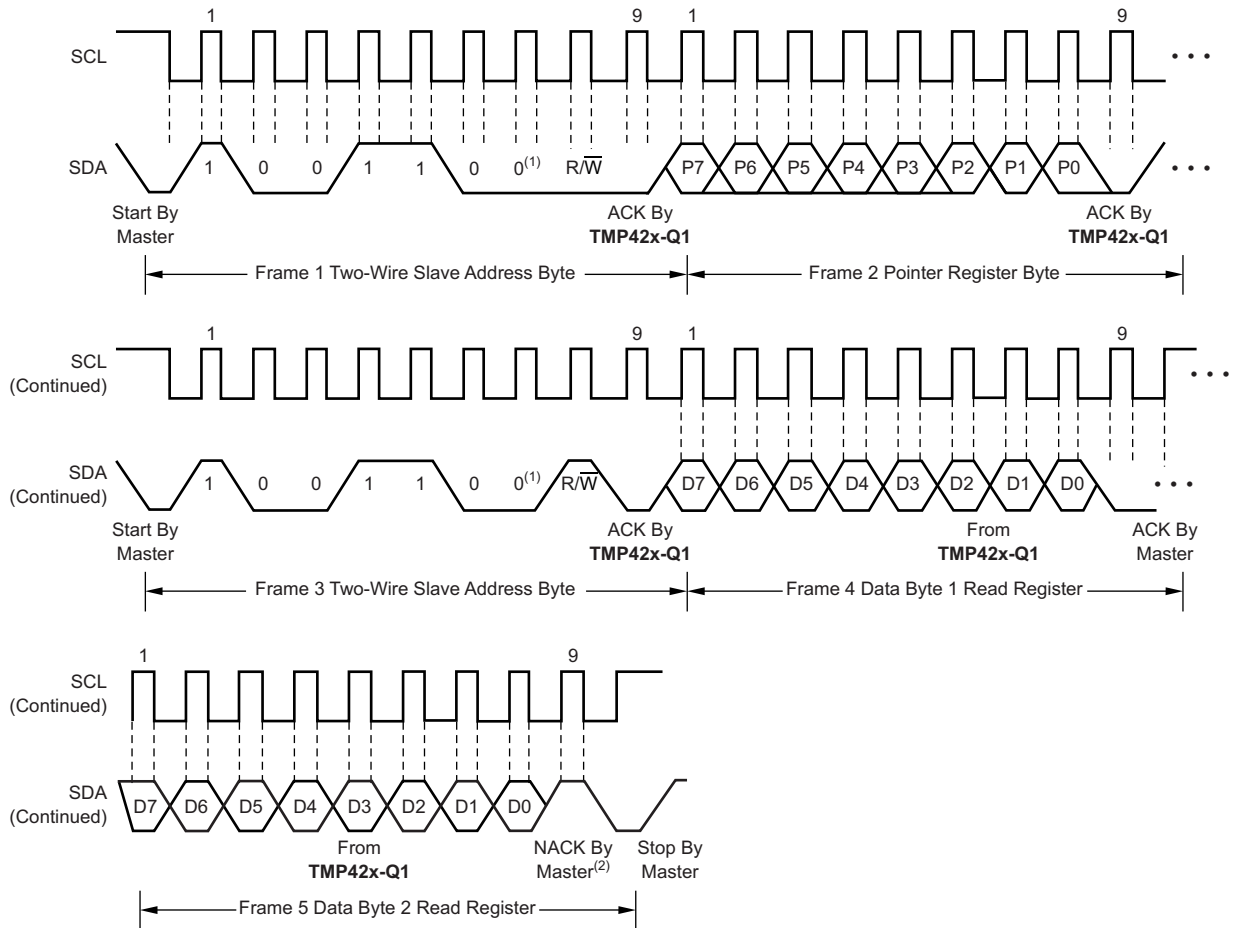 1 9 1 9
SCL
SDA 1 0 0 1 1 0 0(1) R/W̅ P7 P6 P5 P4 P3 P2 P1 P0
Start By Master
ACK By TMP42x-Q1
ACK By TMP42x-Q1
Frame 1 Two-Wire Slave Address Byte
Frame 2 Pointer Register Byte
1 9 1 9
SCL (Continued)
SDA (Continued) 1 0 0 1 1 0 0(1) R/W̅ D7 D6 D5 D4 D3 D2 D1 D0
Start By Master
ACK By TMP42x-Q1
From TMP42x-Q1
ACK By Master
Frame 3 Two-Wire Slave Address Byte
Frame 4 Data Byte 1 Read Register
1 9
SCL (Continued)
SDA (Continued) D7 D6 D5 D4 D3 D2 D1 D0
From TMP42x-Q1
NACK By Master(2)
Stop By Master
Frame 5 Data Byte 2 Read Register